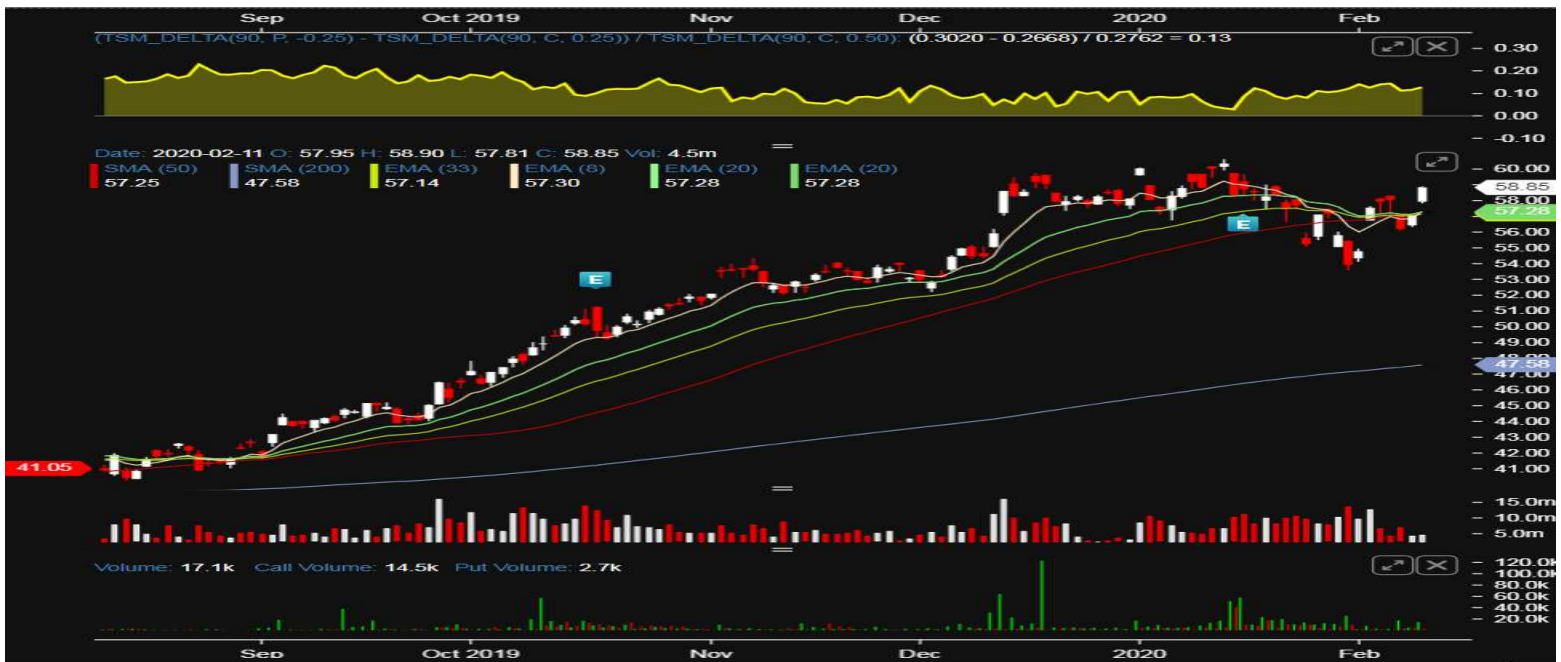 Sep Oct 2019 Nov Dec 2020 Feb
(TSM_DELTA(90, P, -0.25) - TSM_DELTA(90, C, 0.25)) / TSM_DELTA(90, C, 0.50): (0.3020 - 0.2668) / 0.2762 = 0.13
0.30
0.20
0.10
0.00
-0.10
Date: 2020-02-11 O: 57.95 H: 58.90 L: 57.81 C: 58.85 Vol: 4.5m
SMA (50) SMA (200) EMA (33) EMA (8) EMA (20) EMA (20)
57.25 47.58 57.14 57.30 57.28 57.28
60.00
58.85
58.00
57.28
56.00
55.00
54.00
53.00
52.00
51.00
50.00
49.00
47.58
47.00
46.00
45.00
44.00
43.00
42.00
41.00
41.05
E
E
15.0m
10.0m
5.0m
Volume: 17.1k Call Volume: 14.5k Put Volume: 2.7k
120.0k
100.0k
80.0k
60.0k
40.0k
20.0k
Sep Oct 2019 Nov Dec 2020 Feb